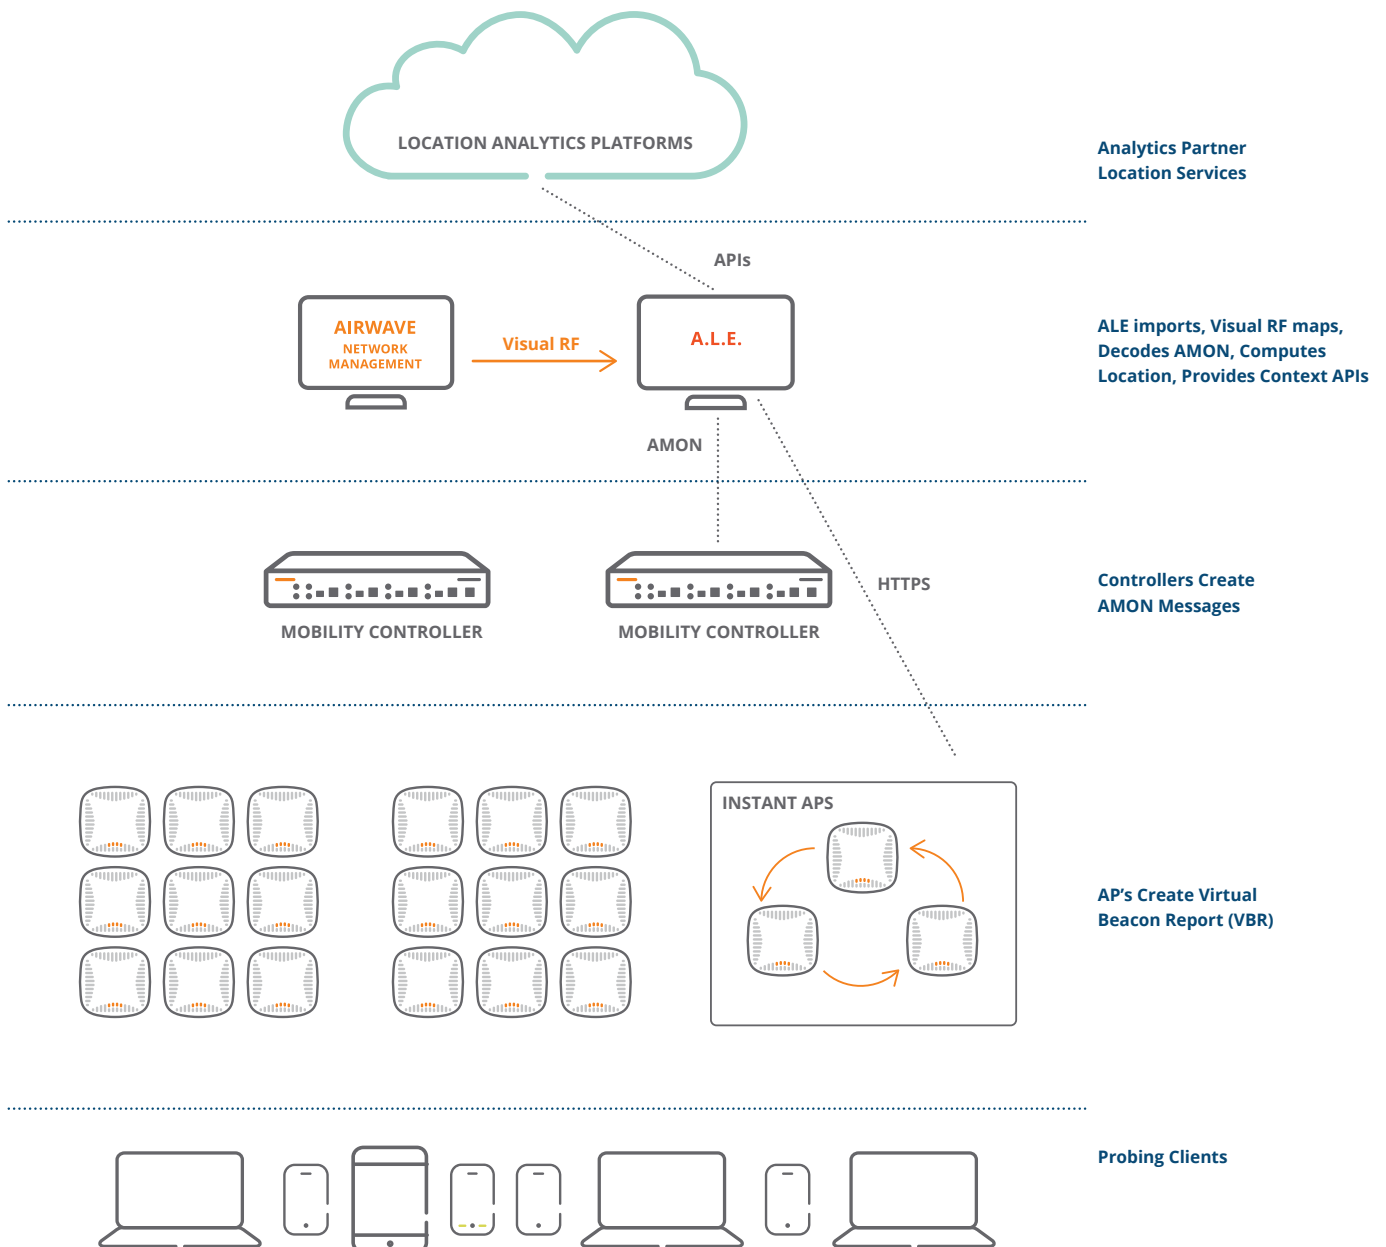 LOCATION ANALYTICS PLATFORMS
Analytics Partner
Location Services
APIs
AIRWAVE
NETWORK
MANAGEMENT
Visual RF
A.L.E.
ALE imports, Visual RF maps,
Decodes AMON, Computes
Location, Provides Context APIs
AMON
HTTPS
MOBILITY CONTROLLER
MOBILITY CONTROLLER
Controllers Create
AMON Messages
INSTANT APS
AP’s Create Virtual
Beacon Report (VBR)
Probing Clients